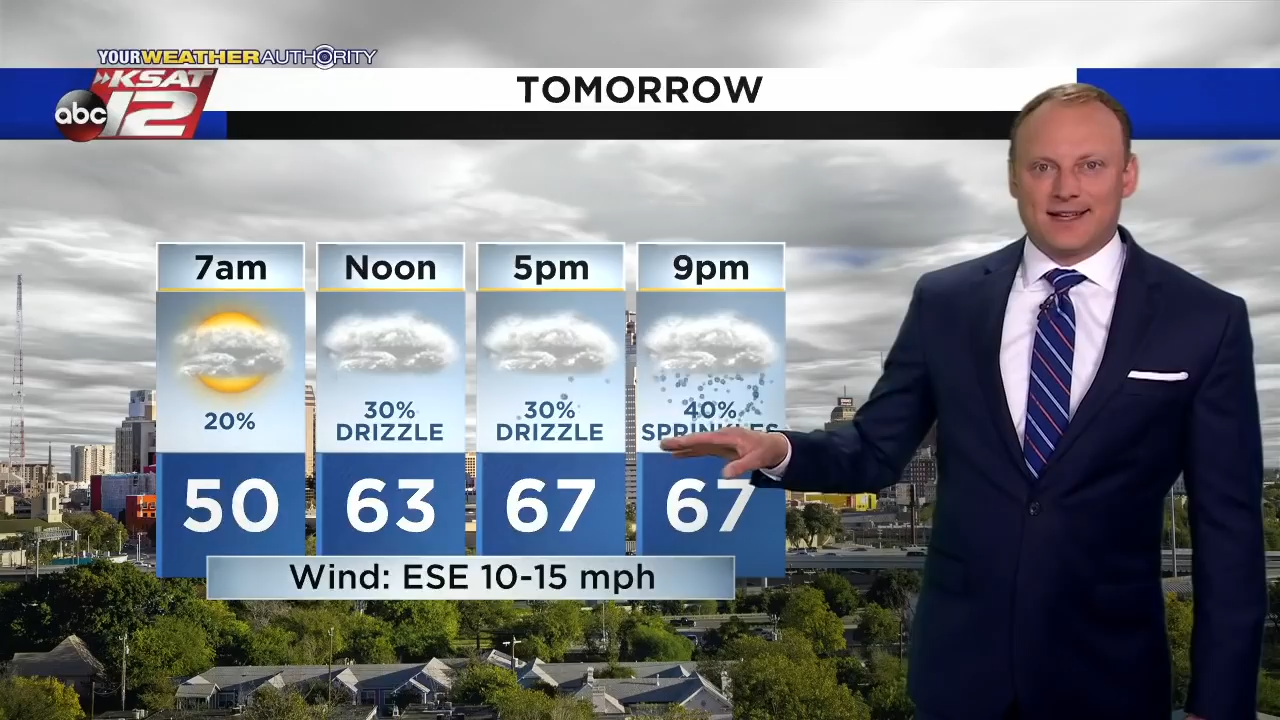 YOUR WEATHER AUTHORITY
KSAT
abc 12
TOMORROW
7am Noon 5pm 9pm
20% 30% 30% 40%
DRIZZLE DRIZZLE SPRINKLES
50 63 67 67
Wind: ESE 10-15 mph